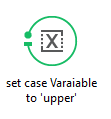 X
set case Varaiable
to 'upper'